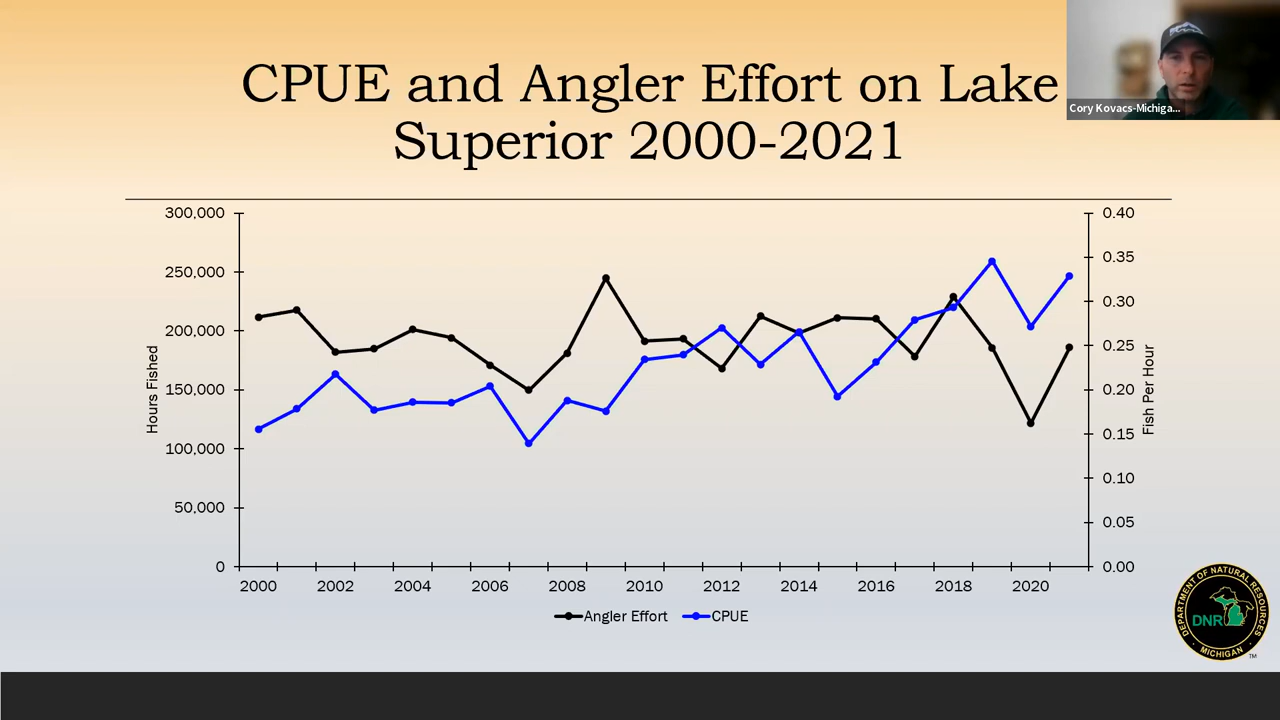 CPUE and Angler Effort on Lake
Superior 2000-2021
Cory Kovacs-Michiga...
300,000
250,000
200,000
150,000
100,000
50,000
0
Hours Fished
0.40
0.35
0.30
0.25
0.20
0.15
0.10
0.05
0.00
Fish Per Hour
2000 2002 2004 2006 2008 2010 2012 2014 2016 2018 2020
Angler Effort CPUE
DEPARTMENT OF NATURAL RESOURCES
DNR
MICHIGAN
TM